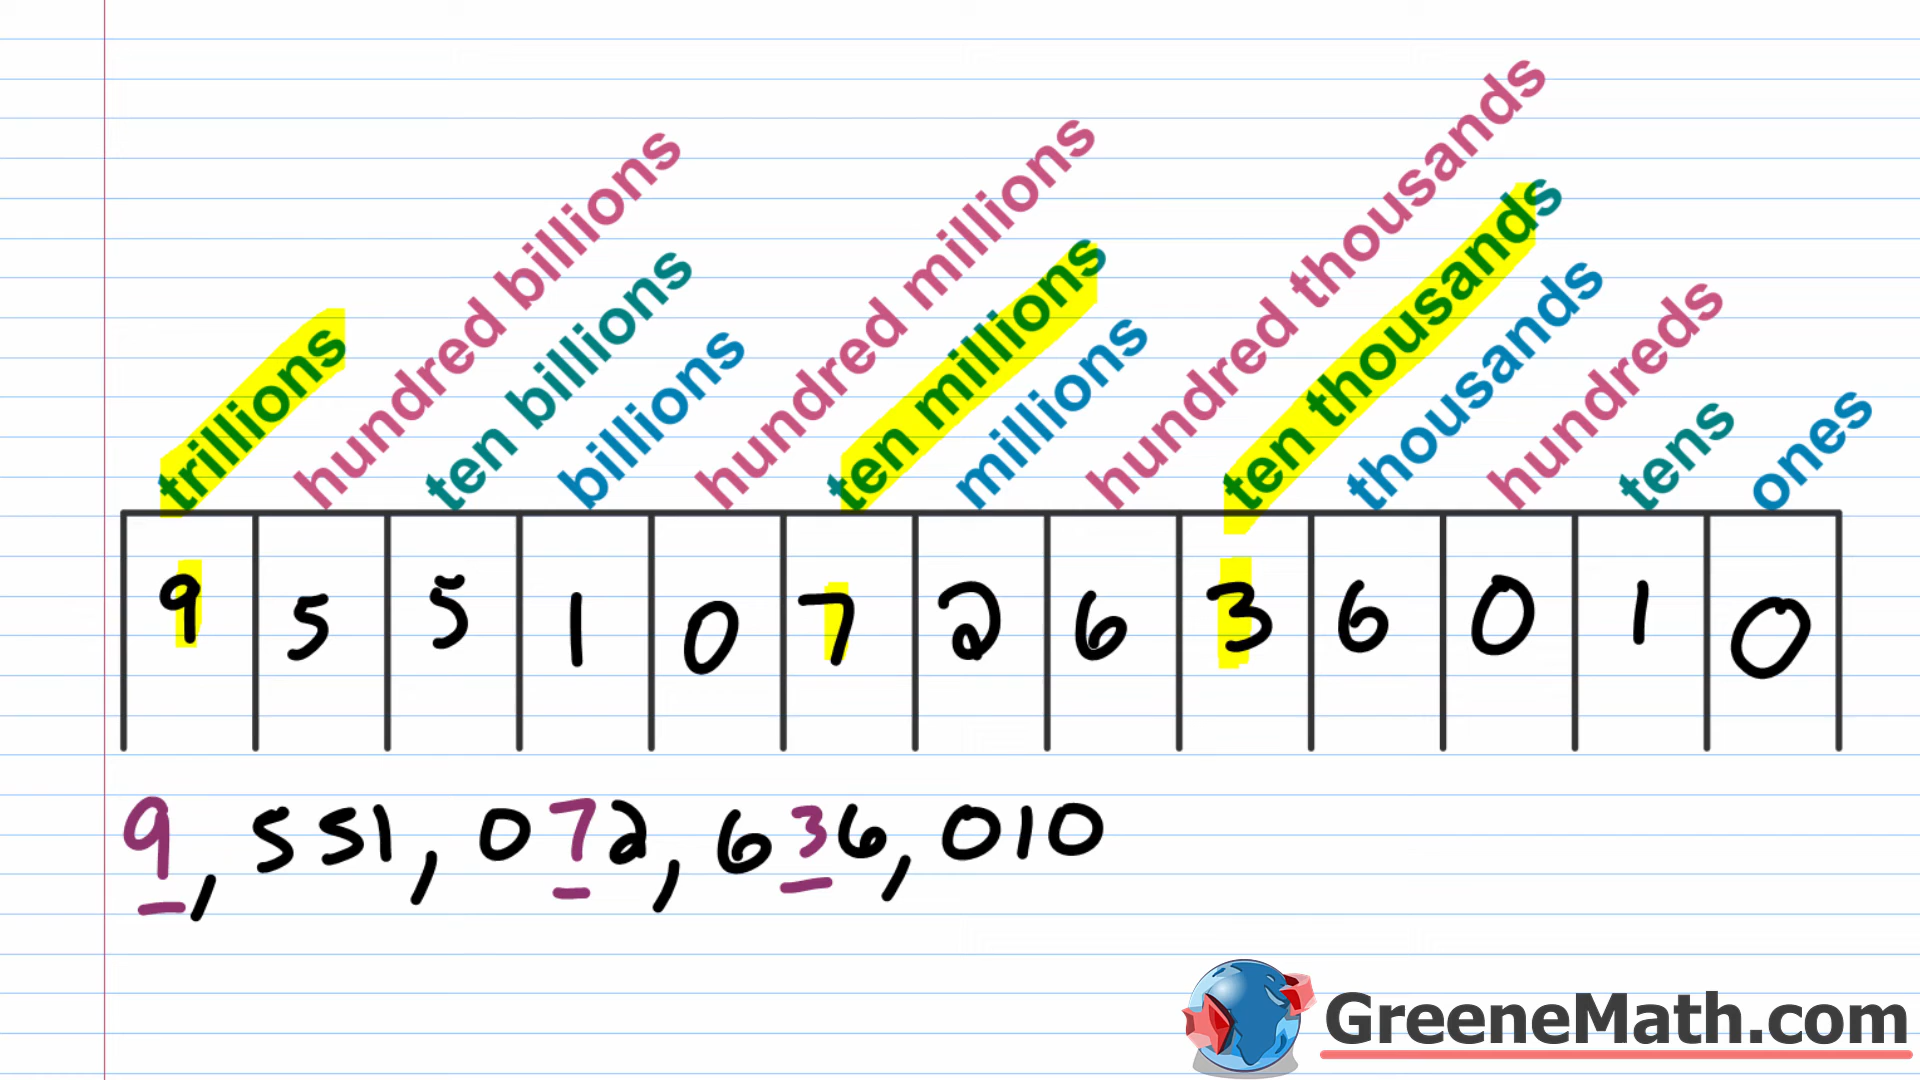 trillions hundred billions ten billions billions hundred millions ten millions millions hundred thousands ten thousands thousands hundreds tens ones
9 5 5 1 0 7 2 6 3 6 0 1 0
9, 551, 072, 636, 010
GreeneMath.com